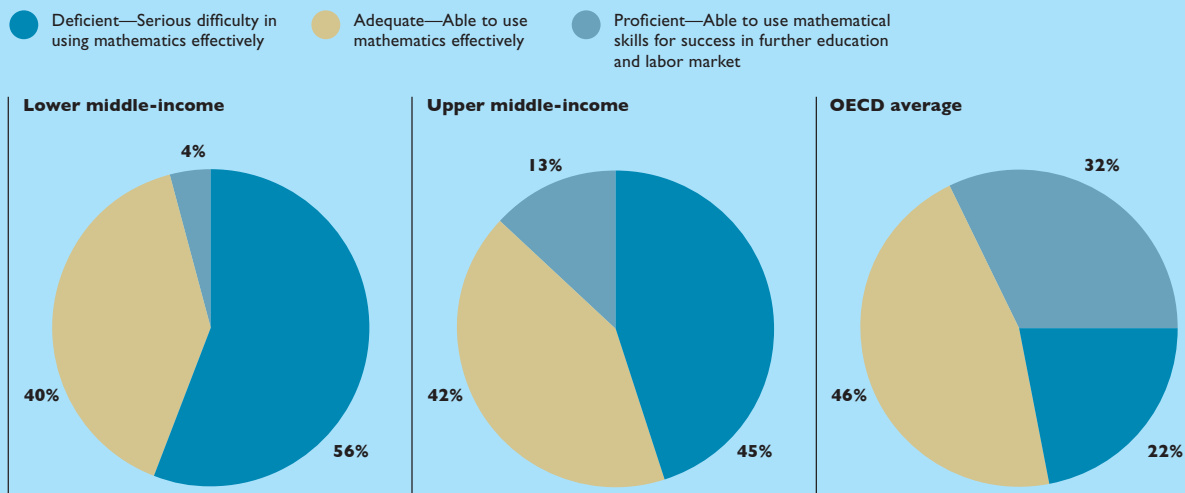 Deficient—Serious difficulty in
using mathematics effectively
Adequate—Able to use
mathematics effectively
Proficient—Able to use mathematical
skills for success in further education
and labor market
Lower middle-income
4%
40%
56%
Upper middle-income
13%
42%
45%
OECD average
32%
46%
22%